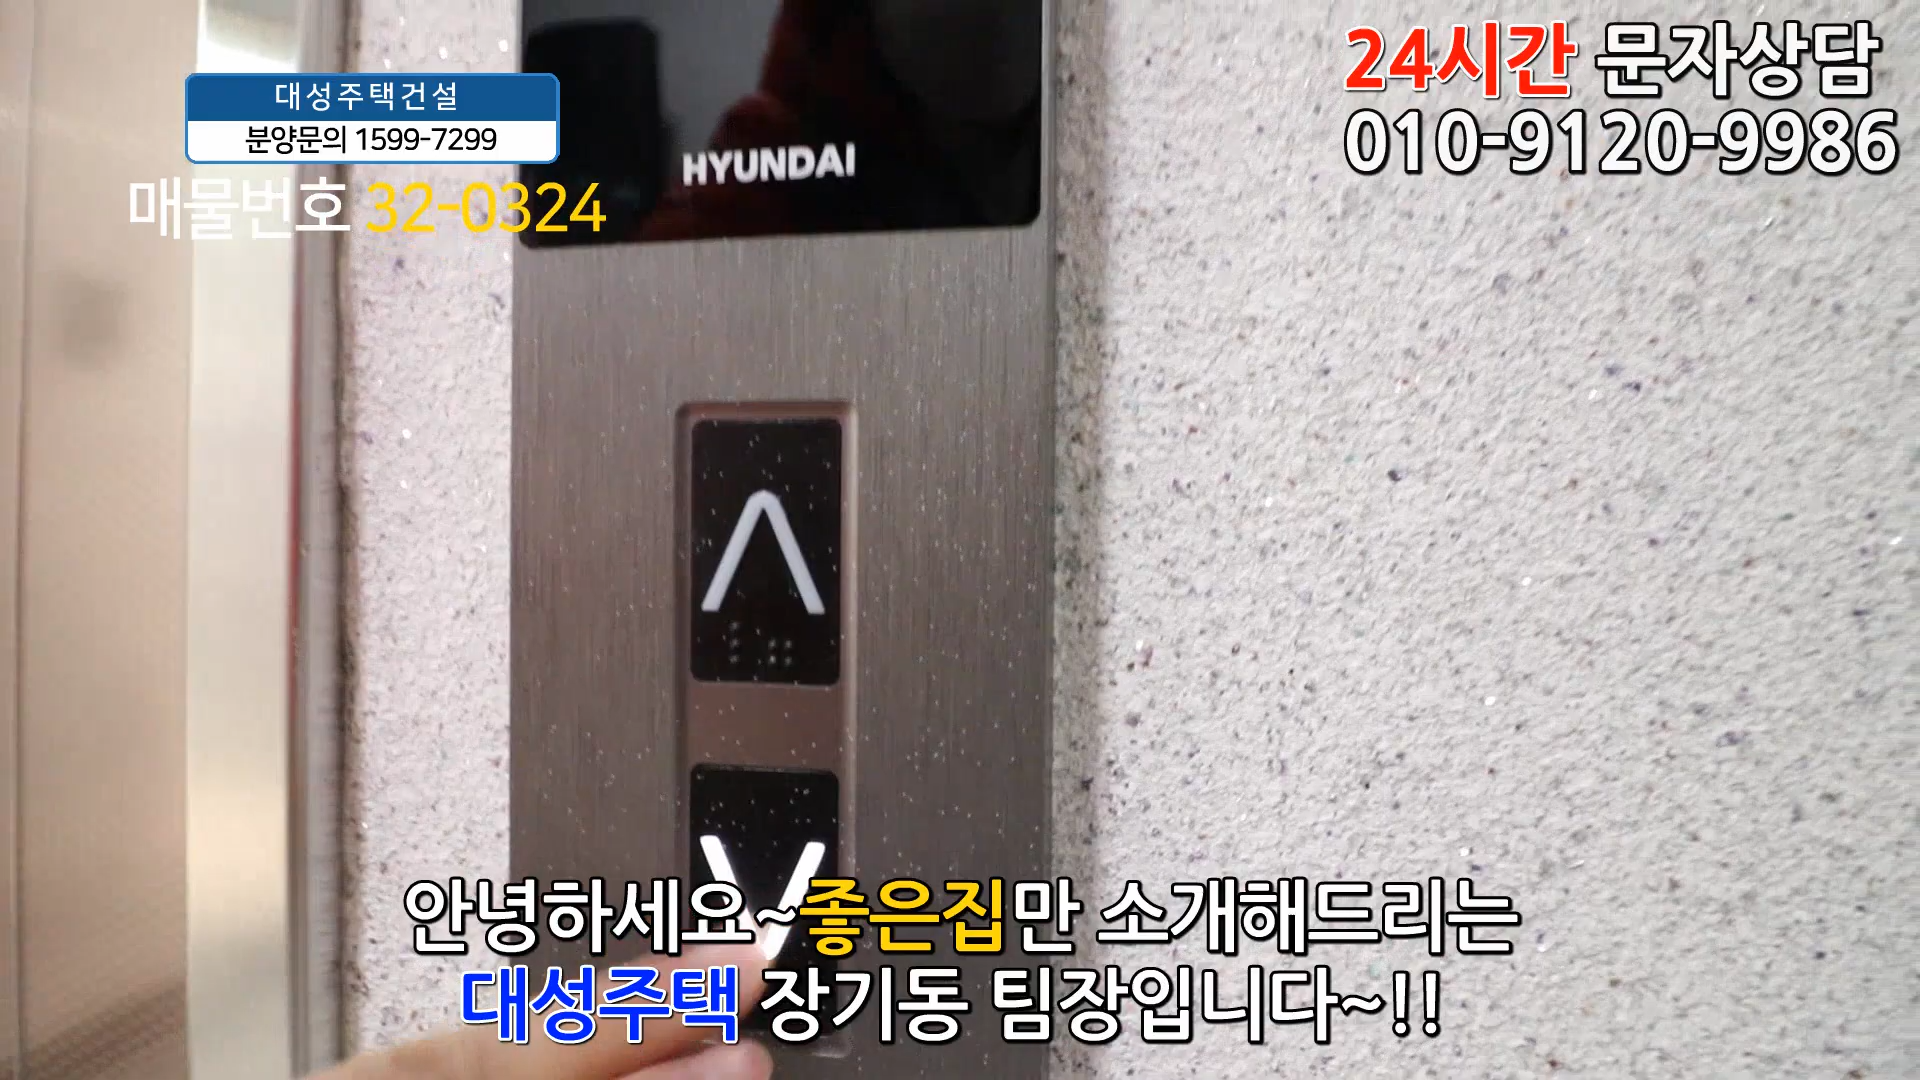 대성주택건설
분양문의 1599-7299
매물번호 32-0324
24시간 문자상담
010-9120-9986
HYUNDAI
안녕하세요~좋은집만 소개해드리는
대성주택 장기동 팀장입니다~!!